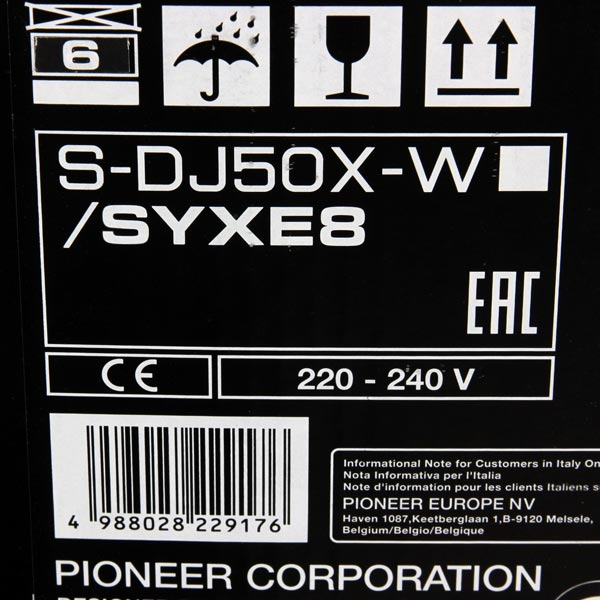 6
S-DJ50X-W
/SYXE8
EAC
CE
220 - 240 V
4 988028 229176
Informational Note for Customers in Italy On
Nota Informativa per l'Italia
Note d'information pour les clients Italiens s
PIONEER EUROPE NV
Haven 1087,Keetberglaan 1,B-9120 Melsele,
Belgium/Belgio/Belgique
PIONEER CORPORATION